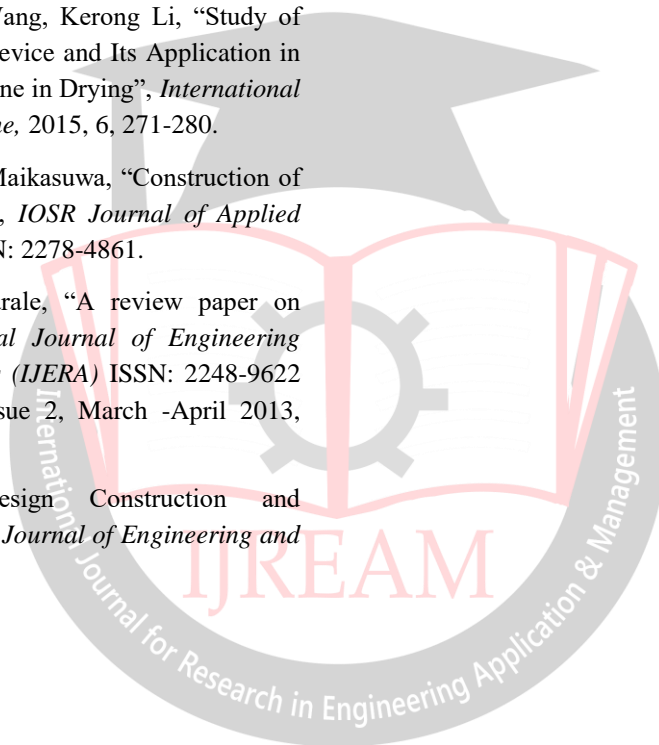 Kerong Li, “Study of
evice and Its Application in
ne in Drying”, International
2015, 6, 271-280.
Maikasuwa, “Construction of
, IOSR Journal of Applied
N: 2278-4861.
rale, “A review paper on
al Journal of Engineering
(IJERA) ISSN: 2248-9622
sue 2, March -April 2013,
esign Construction and
Journal of Engineering and
IJREAM
International Journal for Research in Engineering Application & Management